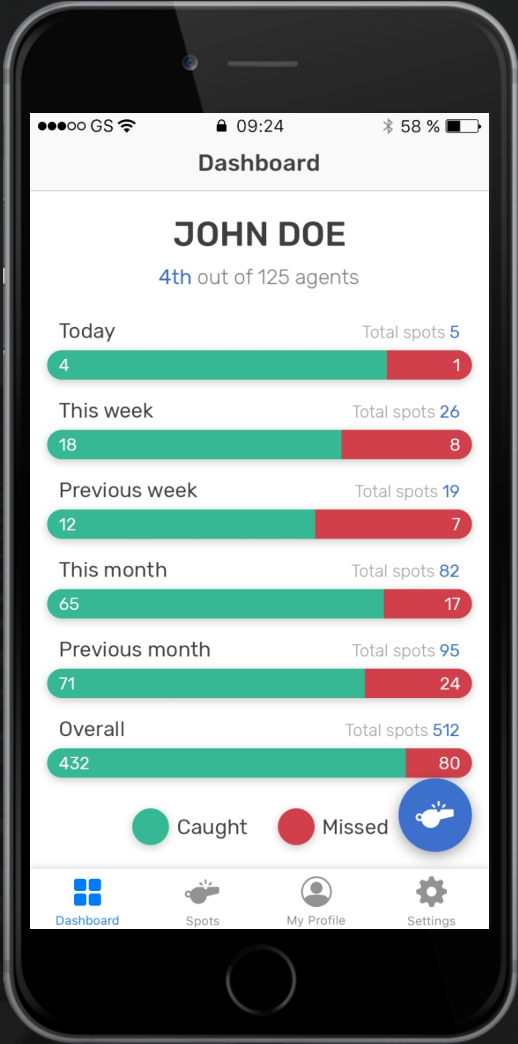 GS 09:24 58 %
Dashboard
JOHN DOE
4th out of 125 agents
Today Total spots 5
4 1
This week Total spots 26
18 8
Previous week Total spots 19
12 7
This month Total spots 82
65 17
Previous month Total spots 95
71 24
Overall Total spots 512
432 80
Caught Missed
Dashboard Spots My Profile Settings